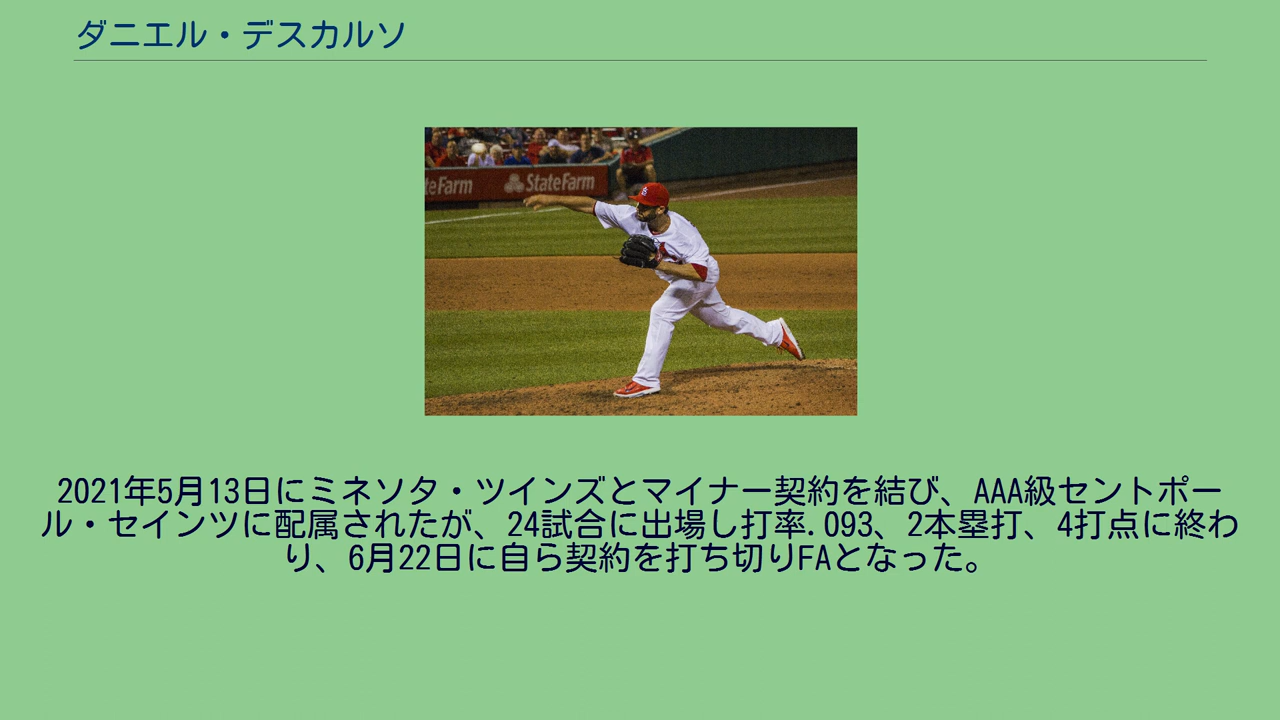 ダニエル・デスカルソ
teFarm
StateFarm
2021年5月13日にミネソタ・ツインズとマイナー契約を結び、AAA級セントポー
ル・セインツに配属されたが、24試合に出場し打率.093、2本塁打、4打点に終わ
り、6月22日に自ら契約を打ち切りFAとなった。